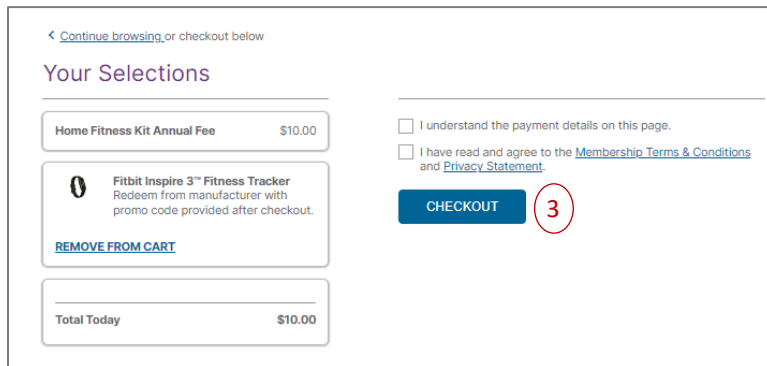 Continue browsing or checkout below
Your Selections
Home Fitness Kit Annual Fee $10.00
Fitbit Inspire 3™ Fitness Tracker
Redeem from manufacturer with
promo code provided after checkout.
REMOVE FROM CART
Total Today $10.00
I understand the payment details on this page.
I have read and agree to the Membership Terms & Conditions
and Privacy Statement.
CHECKOUT 3